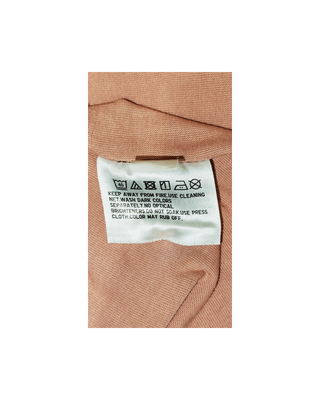 KEEP AWAY FROM FIRE.USE CLEANING
NET.WASH DARK COLORS
SEPARATELY.NO OPTICAL
BRIGHTENERS.DO NOT SOAK.USE PRESS
CLOTH.COLOR MAY RUB OFF.